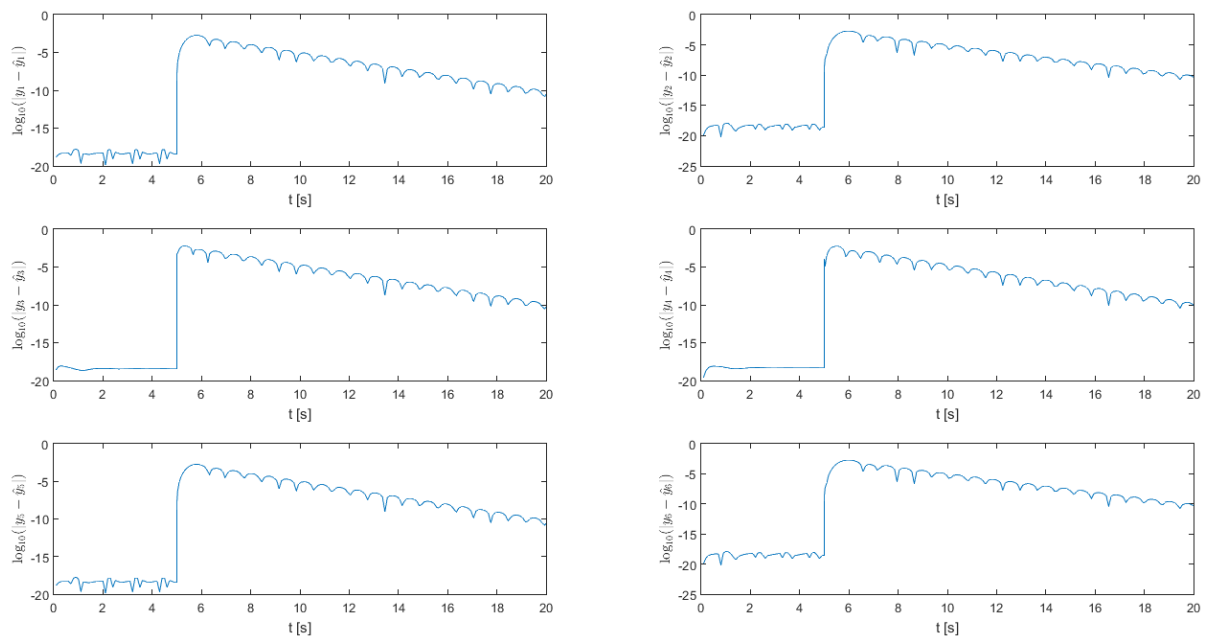 log₁₀(|y₁ − ŷ₁|)
0
-5
-10
-15
-20
0 2 4 6 8 10 12 14 16 18 20
t [s]
log₁₀(|y₂ − ŷ₂|)
0
-5
-10
-15
-20
-25
0 2 4 6 8 10 12 14 16 18 20
t [s]
log₁₀(|y₃ − ŷ₃|)
0
-5
-10
-15
-20
0 2 4 6 8 10 12 14 16 18 20
t [s]
log₁₀(|y₄ − ŷ₄|)
0
-5
-10
-15
-20
0 2 4 6 8 10 12 14 16 18 20
t [s]
log₁₀(|y₅ − ŷ₅|)
0
-5
-10
-15
-20
0 2 4 6 8 10 12 14 16 18 20
t [s]
log₁₀(|y₆ − ŷ₆|)
0
-5
-10
-15
-20
-25
0 2 4 6 8 10 12 14 16 18 20
t [s]